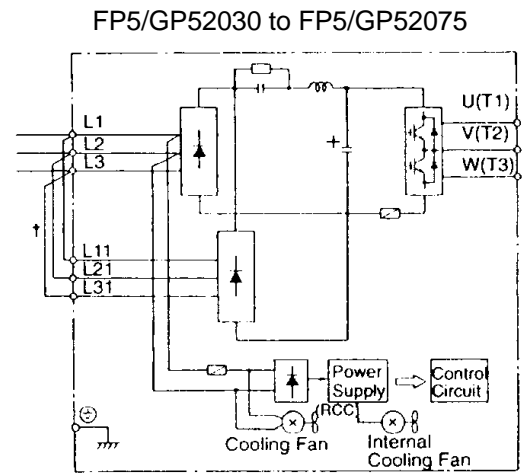 FP5/GP52030 to FP5/GP52075
L1
L2
L3
U(T1)
V(T2)
W(T3)
+
†
L11
L21
L31
Power
Supply
(RCC)
Control
Circuit
Cooling Fan
Internal
Cooling Fan